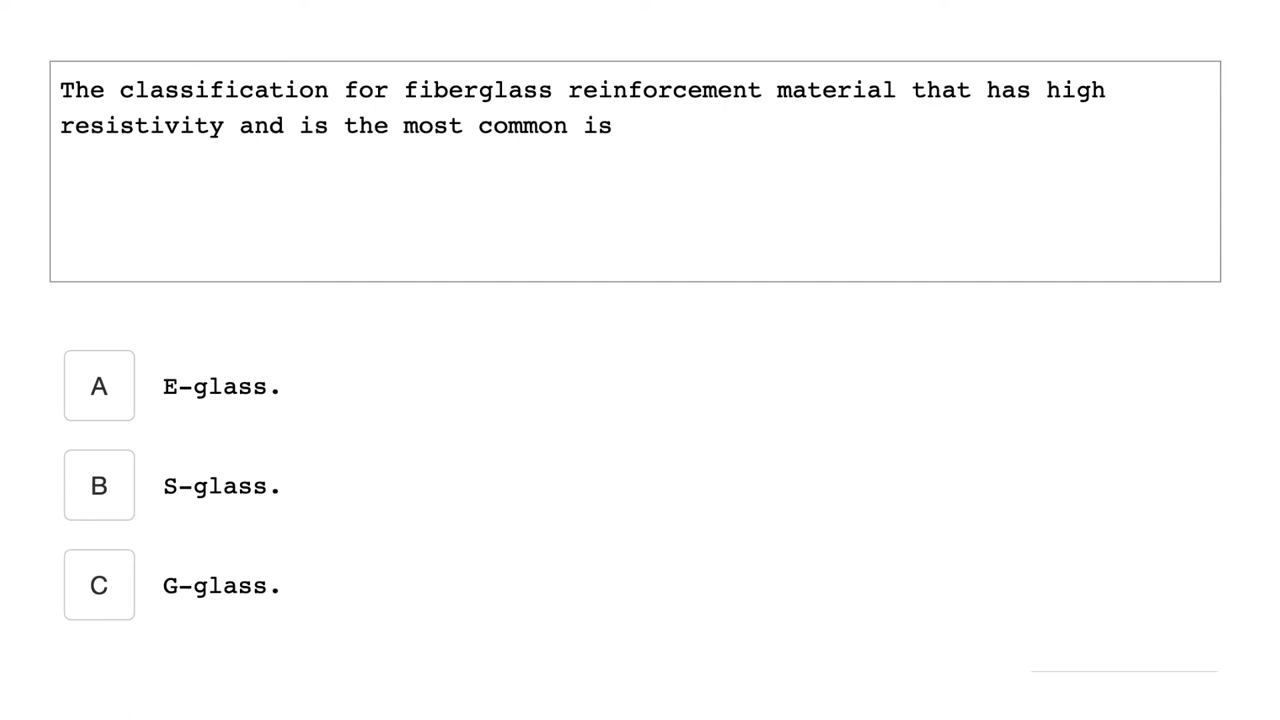 The classification for fiberglass reinforcement material that has high
resistivity and is the most common is
A E-glass.
B S-glass.
C G-glass.